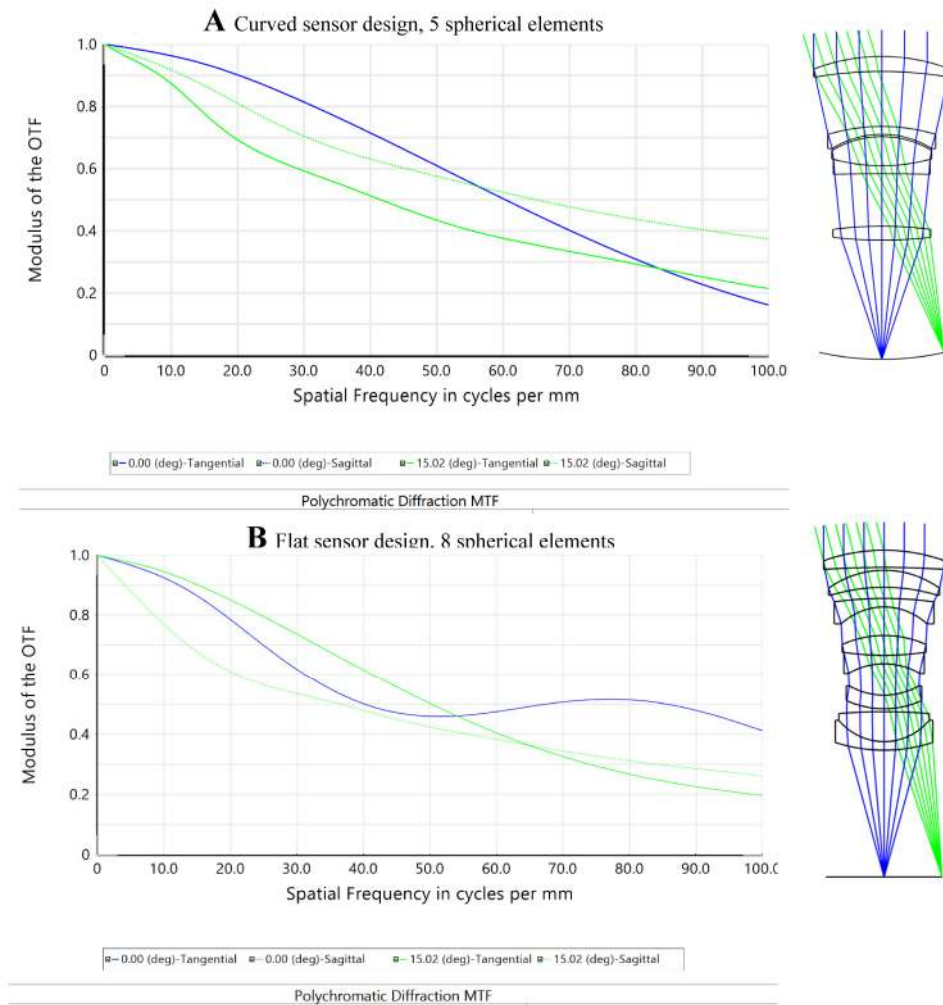 A Curved sensor design, 5 spherical elements
1.0
0.8
0.6
0.4
0.2
0
Modulus of the OTF
0 10.0 20.0 30.0 40.0 50.0 60.0 70.0 80.0 90.0 100.0
Spatial Frequency in cycles per mm
0.00 (deg)-Tangential 0.00 (deg)-Sagittal 15.02 (deg)-Tangential 15.02 (deg)-Sagittal
Polychromatic Diffraction MTF
B Flat sensor design, 8 spherical elements
1.0
0.8
0.6
0.4
0.2
0
Modulus of the OTF
0 10.0 20.0 30.0 40.0 50.0 60.0 70.0 80.0 90.0 100.0
Spatial Frequency in cycles per mm
0.00 (deg)-Tangential 0.00 (deg)-Sagittal 15.02 (deg)-Tangential 15.02 (deg)-Sagittal
Polychromatic Diffraction MTF